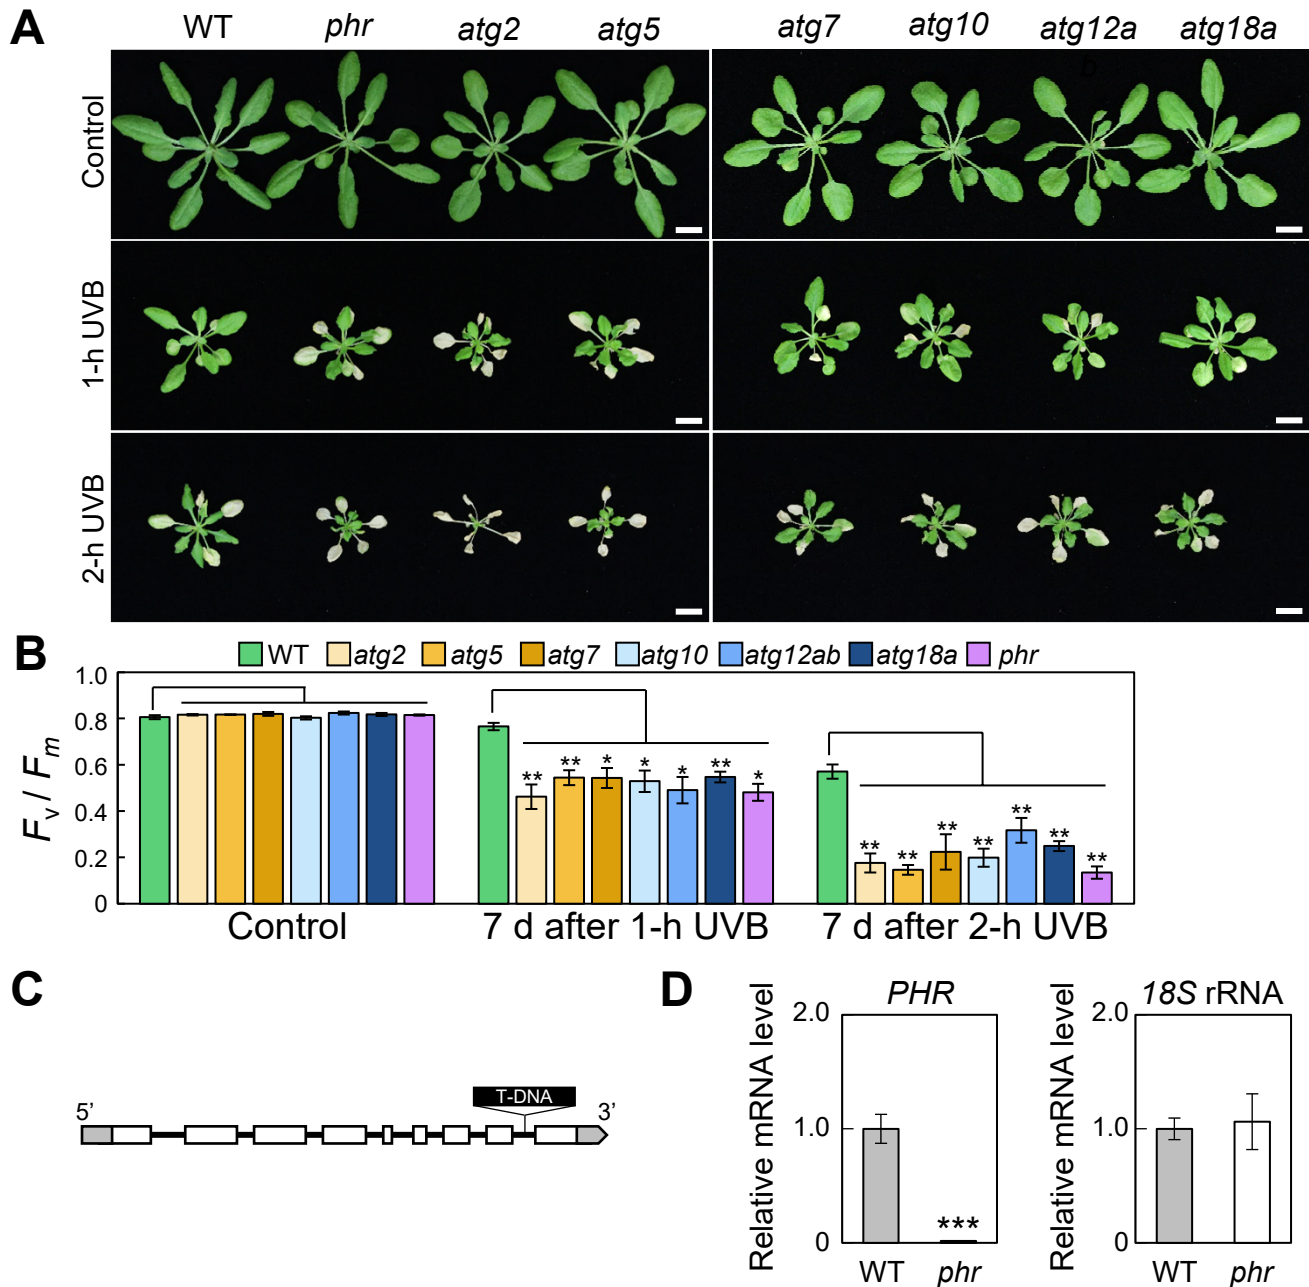 A
WT phr atg2 atg5 atg7 atg10 atg12a atg18a
b
Control
1-h UVB
2-h UVB
B
WT atg2 atg5 atg7 atg10 atg12ab atg18a phr
Fv / Fm
1.0
0.8
0.6
0.4
0.2
0
** ** * * * ** *
** ** ** ** ** ** **
Control 7 d after 1-h UVB 7 d after 2-h UVB
C
5’ T-DNA 3’
D
PHR
Relative mRNA level
2.0
1.0
0
***
WT phr
18S rRNA
Relative mRNA level
2.0
1.0
0
WT phr